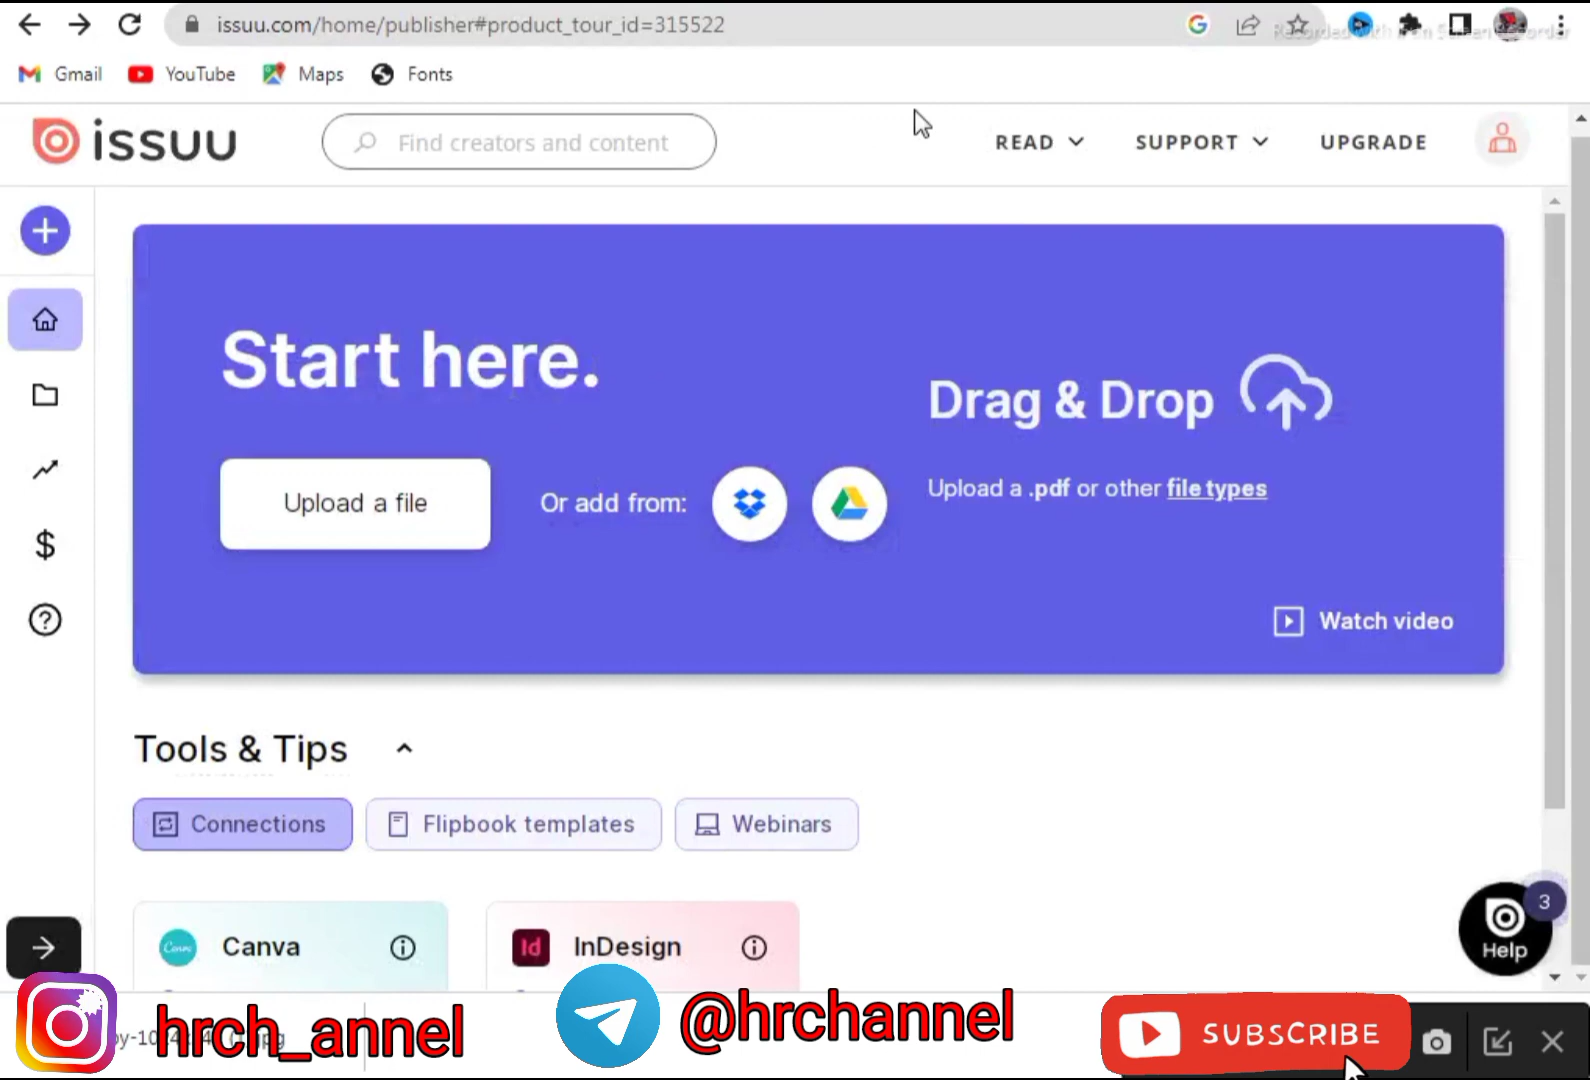 issuu.com/home/publisher#product_tour_id=315522
Gmail YouTube Maps Fonts
issuu Find creators and content READ SUPPORT UPGRADE
Start here.
Drag & Drop
Upload a file Or add from:
Upload a .pdf or other file types
Watch video
Tools & Tips
Connections Flipbook templates Webinars
3
Canva InDesign
Id
Help
hrch_annel @hrchannel SUBSCRIBE